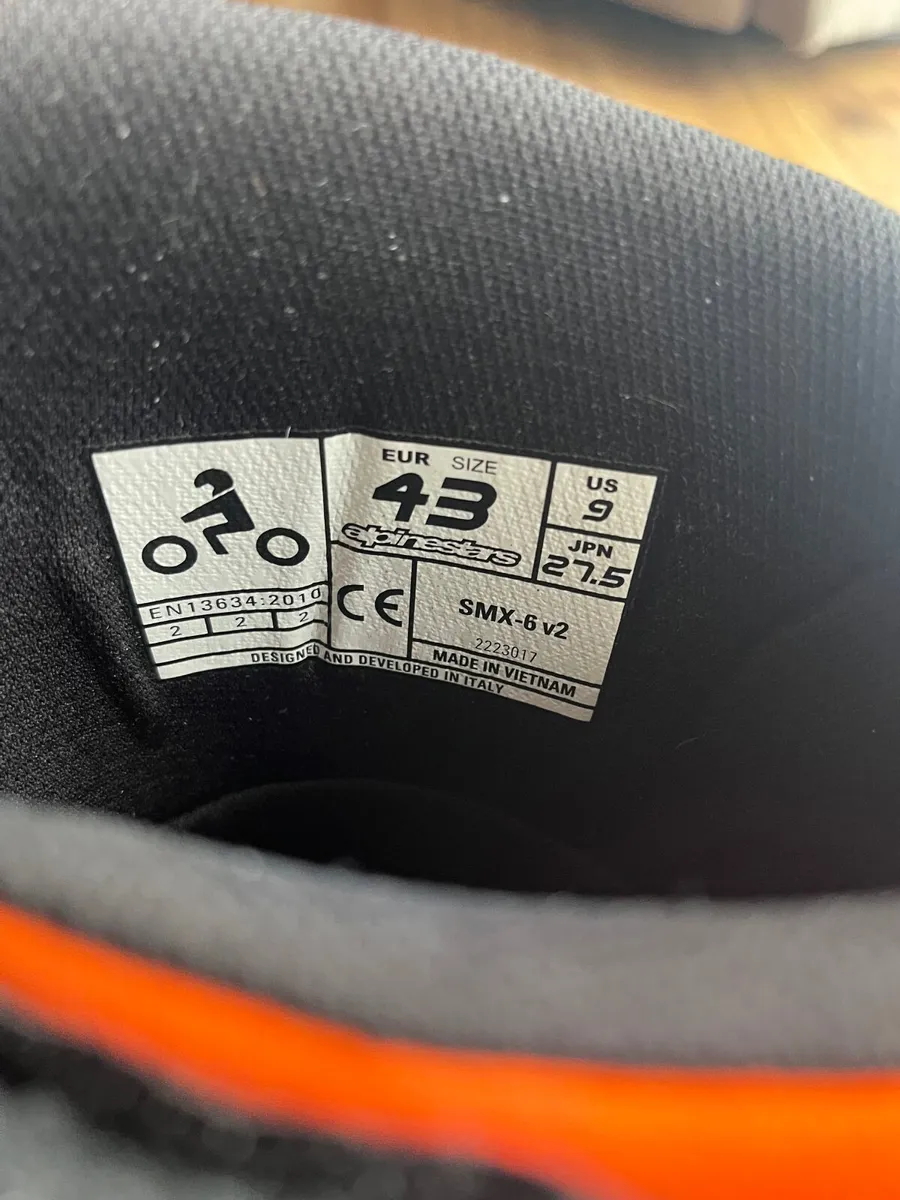 EUR SIZE
43
alpinestars
US
9
JPN
27.5
EN13634:2010
2 2 2
CE
SMX-6 v2
2223017
MADE IN VIETNAM
DESIGNED AND DEVELOPED IN ITALY